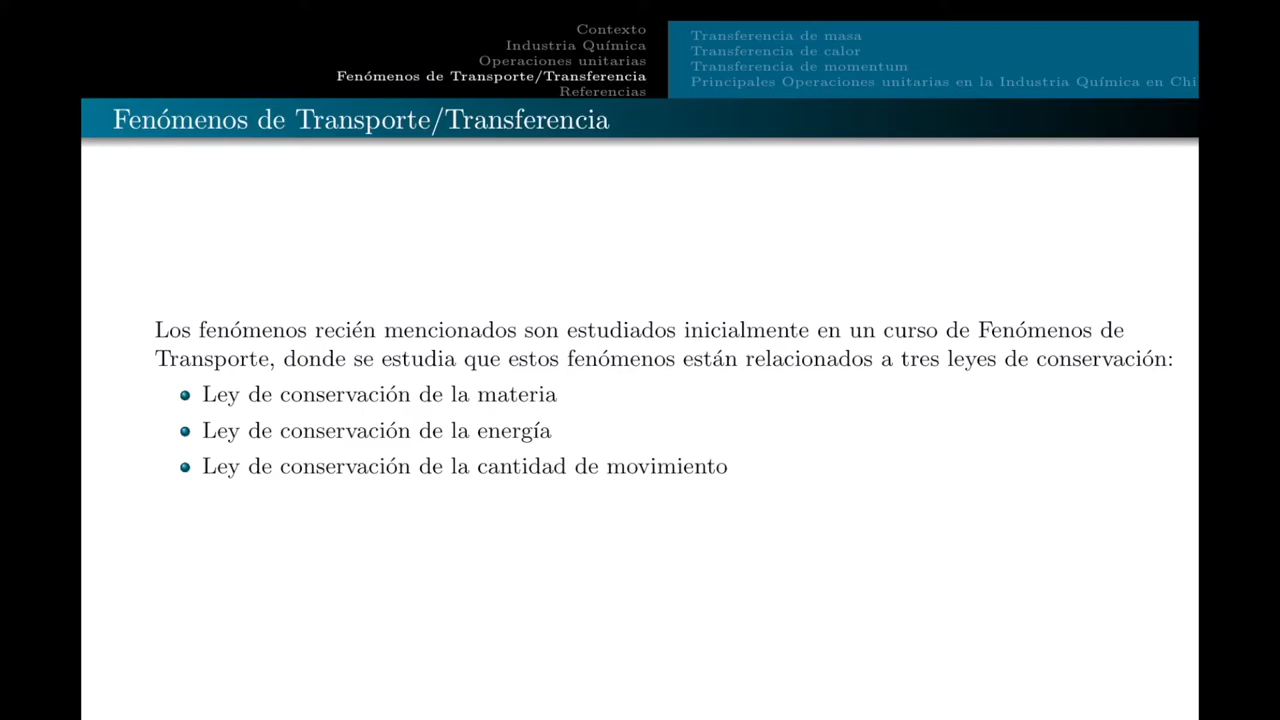 Contexto
Industria Química
Operaciones unitarias
Fenómenos de Transporte/Transferencia
Referencias
Transferencia de masa
Transferencia de calor
Transferencia de momentum
Principales Operaciones unitarias en la Industria Química en Chi
Fenómenos de Transporte/Transferencia
Los fenómenos recién mencionados son estudiados inicialmente en un curso de Fenómenos de
Transporte, donde se estudia que estos fenómenos están relacionados a tres leyes de conservación:
Ley de conservación de la materia
Ley de conservación de la energía
Ley de conservación de la cantidad de movimiento